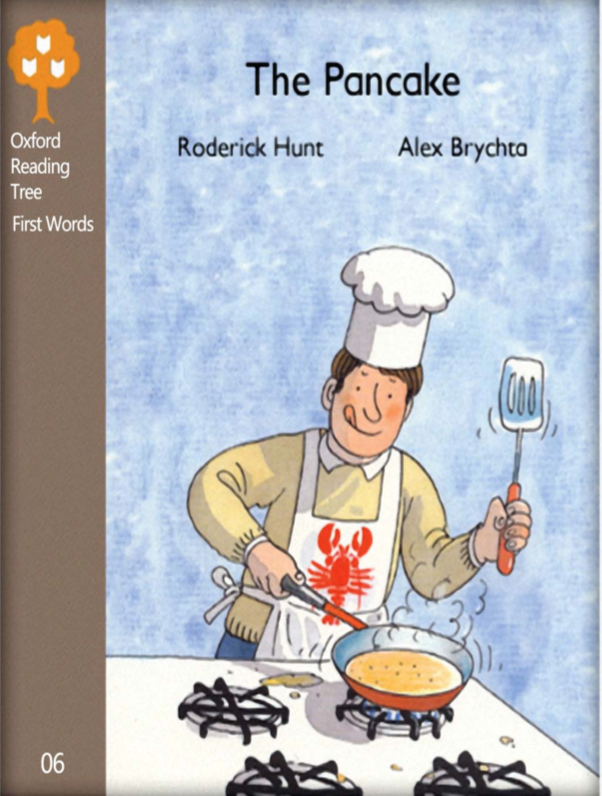 The Pancake
Roderick Hunt Alex Brychta
Oxford
Reading
Tree
First Words
06